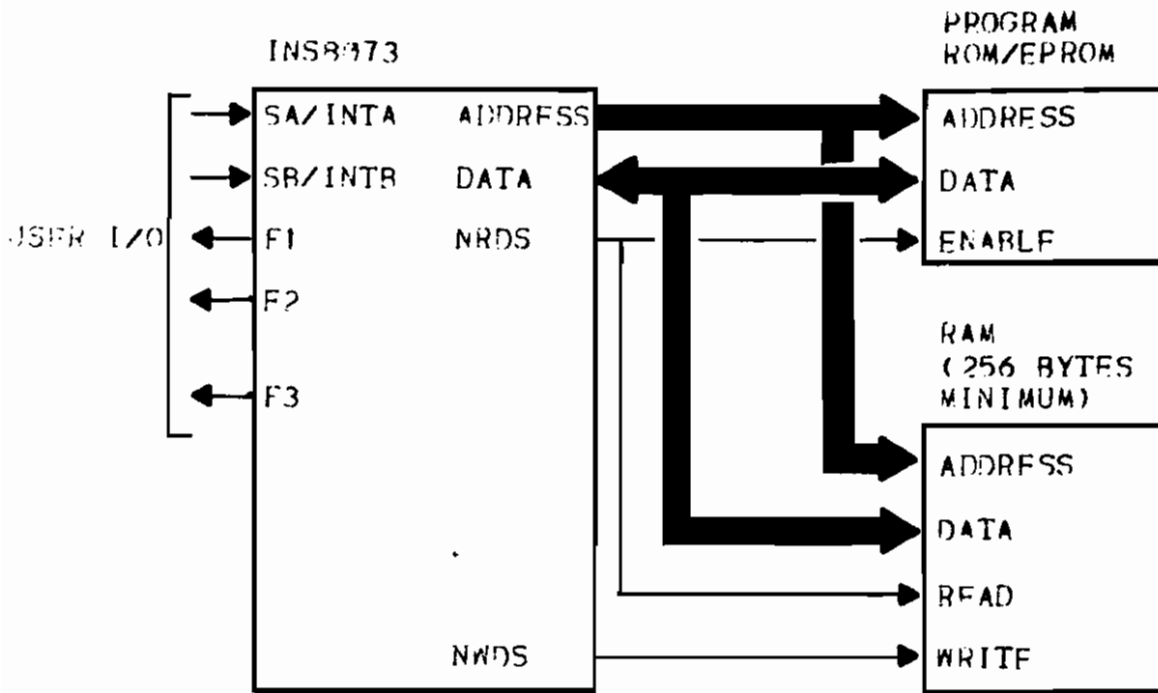 INS8073
PROGRAM
ROM/EPROM
SA/INTA
ADDRESS
ADDRESS
SB/INTB
DATA
DATA
USER I/O
F1
NRDS
ENABLE
F2
RAM
(256 BYTES
MINIMUM)
F3
ADDRESS
DATA
READ
NWDS
WRITE